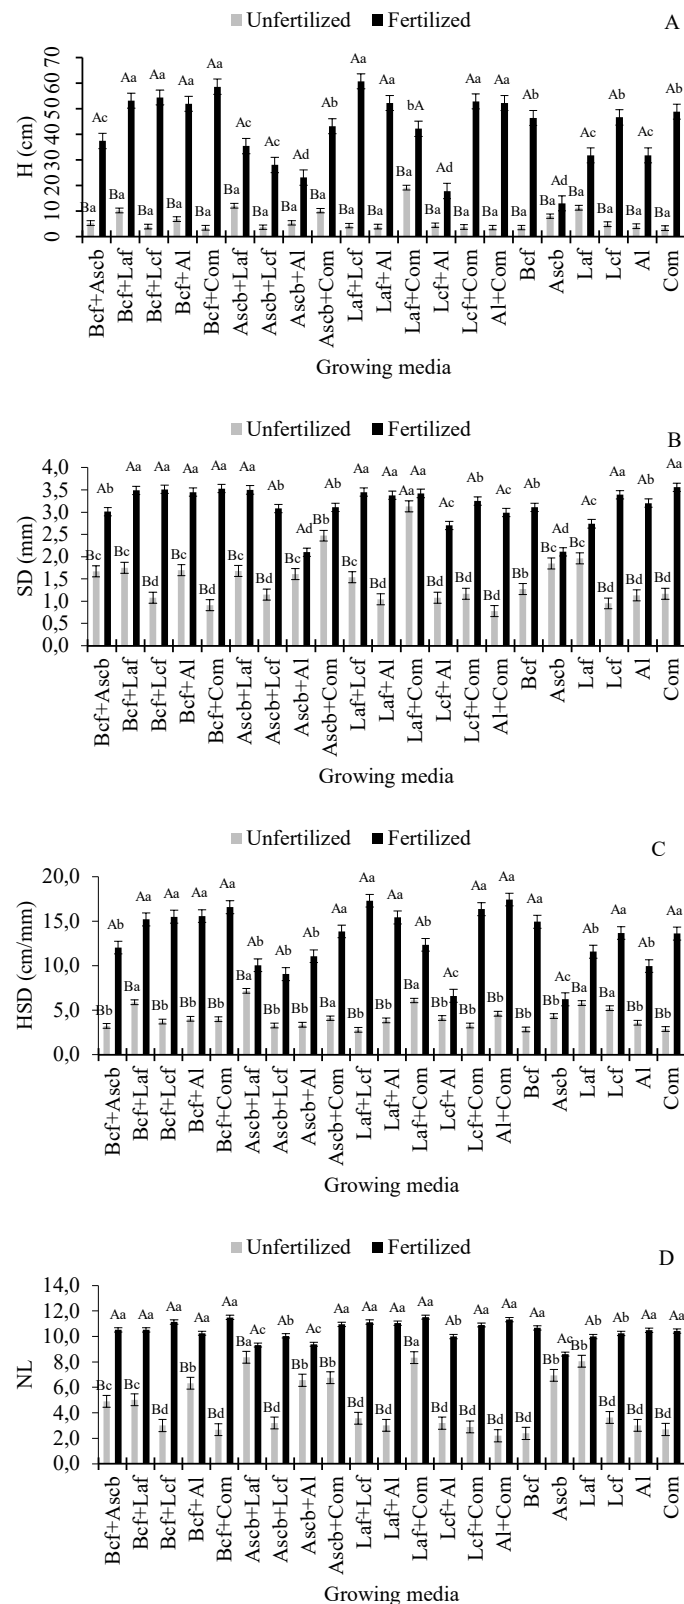 Unfertilized Fertilized
A
H (cm)
70
60
50
40
30
20
10
0
Ac Aa Aa Aa Aa Ac Ac Ad Ab Aa Aa bA Ad Aa Aa Ab Ad Ac Ab Ac Ab
Ba Ba Ba Ba Ba Ba Ba Ba Ba Ba Ba Ba Ba Ba Ba Ba Ba Ba Ba Ba Ba
Bcf+Ascb Bcf+Laf Bcf+Lcf Bcf+Al Bcf+Com Ascb+Laf Ascb+Lcf Ascb+Al Ascb+Com Laf+Lcf Laf+Al Laf+Com Lcf+Al Lcf+Com Al+Com Bcf Ascb Laf Lcf Al Com
Growing media
Unfertilized Fertilized
B
SD (mm)
4,0
3,5
3,0
2,5
2,0
1,5
1,0
0,5
0,0
Ab Aa Aa Aa Aa Aa Ab Ad Ab Aa Aa Aa Ac Ab Ac Ab Ad Ac Aa Ab Aa
Bc Bc Bd Bc Bd Bc Bd Bc Bb Bc Bd Aa Bd Bd Bd Bb Bc Bc Bd Bd Bd
Bcf+Ascb Bcf+Laf Bcf+Lcf Bcf+Al Bcf+Com Ascb+Laf Ascb+Lcf Ascb+Al Ascb+Com Laf+Lcf Laf+Al Laf+Com Lcf+Al Lcf+Com Al+Com Bcf Ascb Laf Lcf Al Com
Growing media
Unfertilized Fertilized
C
HSD (cm/mm)
20,0
15,0
10,0
5,0
0,0
Ab Aa Aa Aa Aa Ab Ab Ab Aa Aa Aa Ab Ac Aa Aa Aa Ac Ab Aa Ab Aa
Bb Ba Bb Bb Bb Ba Bb Bb Ba Bb Bb Bb Bb Bb Bb Bb Bb Ba Bb Bb Bb
Bcf+Ascb Bcf+Laf Bcf+Lcf Bcf+Al Bcf+Com Ascb+Laf Ascb+Lcf Ascb+Al Ascb+Com Laf+Lcf Laf+Al Laf+Com Lcf+Al Lcf+Com Al+Com Bcf Ascb Laf Lcf Al Com
Growing media
Unfertilized Fertilized
D
NL
14,0
12,0
10,0
8,0
6,0
4,0
2,0
0,0
Aa Aa Aa Aa Aa Ac Ab Ac Aa Aa Aa Aa Ab Aa Aa Aa Ac Ab Ab Aa Aa
Bc Bc Bd Bb Bd Ba Bd Bb Bb Bd Bd Ba Bd Bd Bd Bd Bb Ba Bd Bd Bd
Bcf+Ascb Bcf+Laf Bcf+Lcf Bcf+Al Bcf+Com Ascb+Laf Ascb+Lcf Ascb+Al Ascb+Com Laf+Lcf Laf+Al Laf+Com Lcf+Al Lcf+Com Al+Com Bcf Ascb Laf Lcf Al Com
Growing media